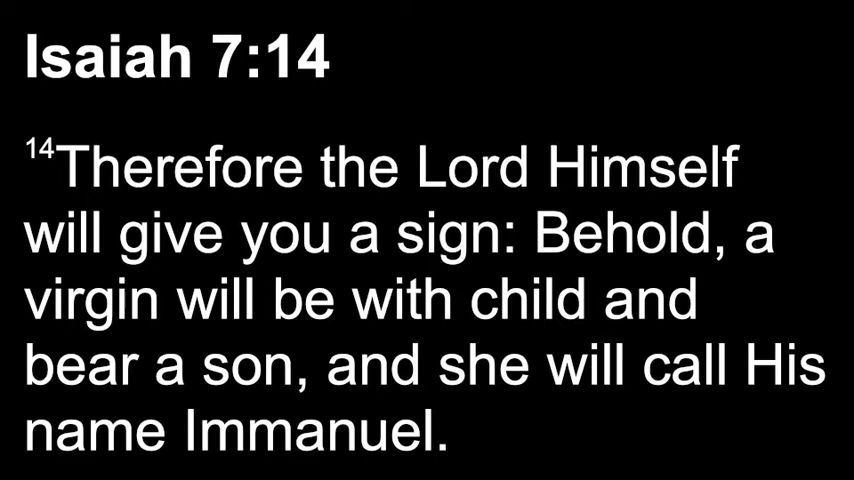 Isaiah 7:14
14Therefore the Lord Himself
will give you a sign: Behold, a
virgin will be with child and
bear a son, and she will call His
name Immanuel.